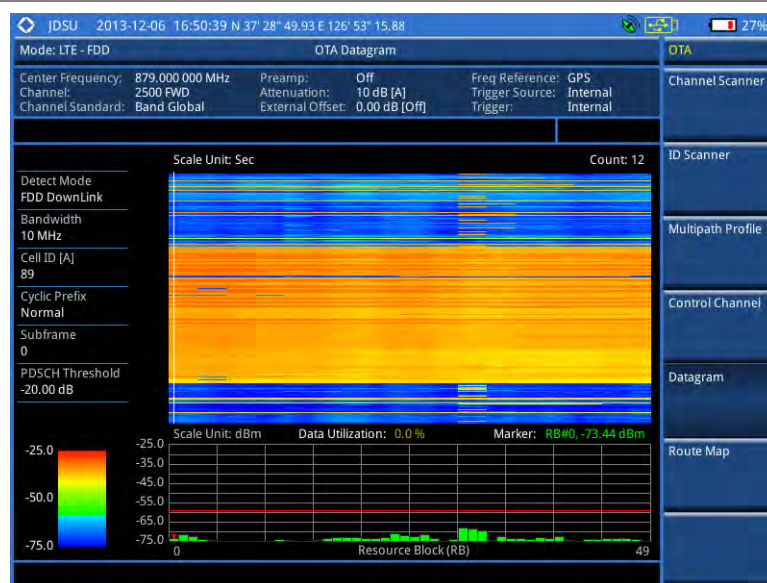 JDSU 2013-12-06 16:50:39 N 37' 28" 49.93 E 126' 53" 15.88 27%
Mode: LTE - FDD OTA Datagram OTA
Center Frequency: 879.000 000 MHz Preamp: Off Freq Reference: GPS
Channel: 2500 FWD Attenuation: 10 dB [A] Trigger Source: Internal
Channel Standard: Band Global External Offset: 0.00 dB [Off] Trigger: Internal
Channel Scanner
ID Scanner
Multipath Profile
Control Channel
Datagram
Route Map
Scale Unit: Sec Count: 12
Detect Mode
FDD DownLink
Bandwidth
10 MHz
Cell ID [A]
89
Cyclic Prefix
Normal
Subframe
0
PDSCH Threshold
-20.00 dB
Scale Unit: dBm Data Utilization: 0.0 % Marker: RB#0, -73.44 dBm
-25.0
-50.0
-75.0
-25.0
-35.0
-45.0
-55.0
-65.0
-75.0
0 Resource Block (RB) 49